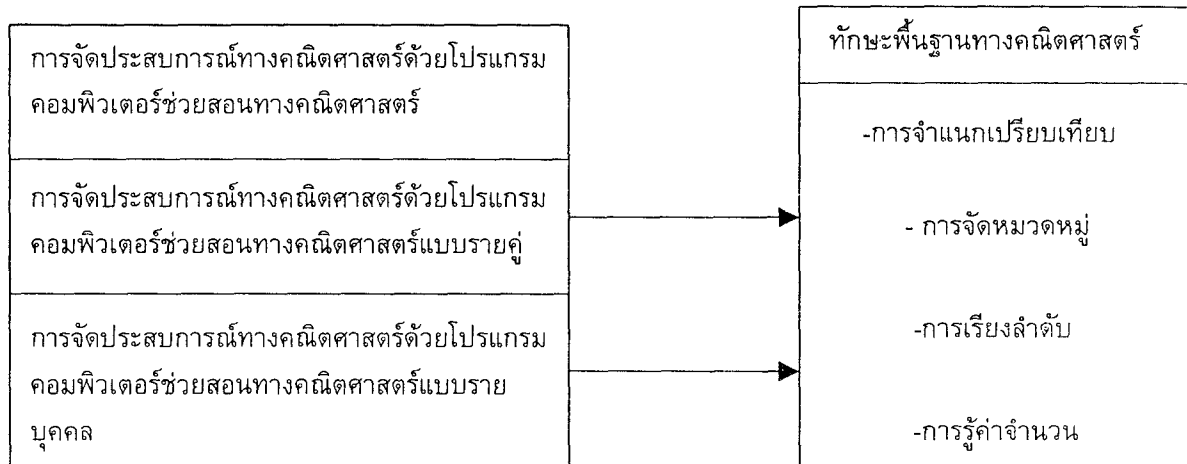 การจัดประสบการณ์ทางคณิตศาสตร์ด้วยโปรแกรม
คอมพิวเตอร์ช่วยสอนทางคณิตศาสตร์
การจัดประสบการณ์ทางคณิตศาสตร์ด้วยโปรแกรม
คอมพิวเตอร์ช่วยสอนทางคณิตศาสตร์แบบรายคู่
การจัดประสบการณ์ทางคณิตศาสตร์ด้วยโปรแกรม
คอมพิวเตอร์ช่วยสอนทางคณิตศาสตร์แบบราย
บุคคล
ทักษะพื้นฐานทางคณิตศาสตร์
-การจำแนกเปรียบเทียบ
- การจัดหมวดหมู่
-การเรียงลำดับ
-การรู้ค่าจำนวน